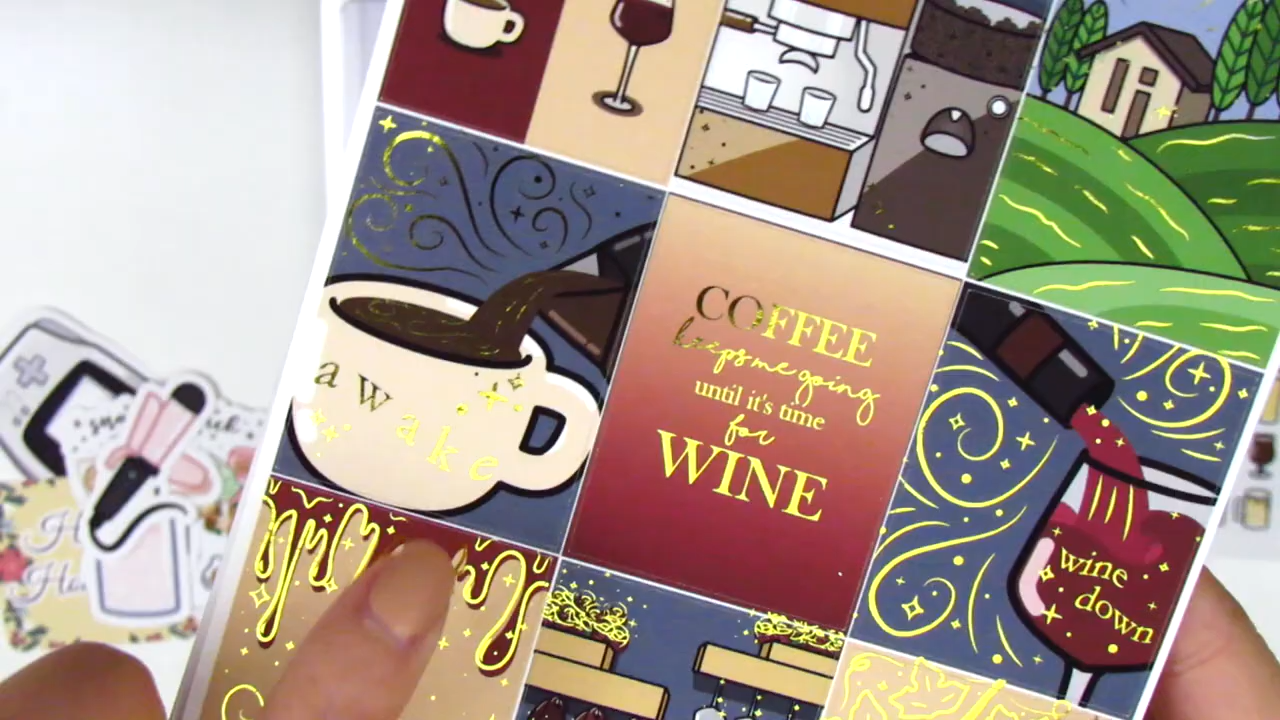 awake
COFFEE
keeps me going
until it's time
for
WINE
wine
down